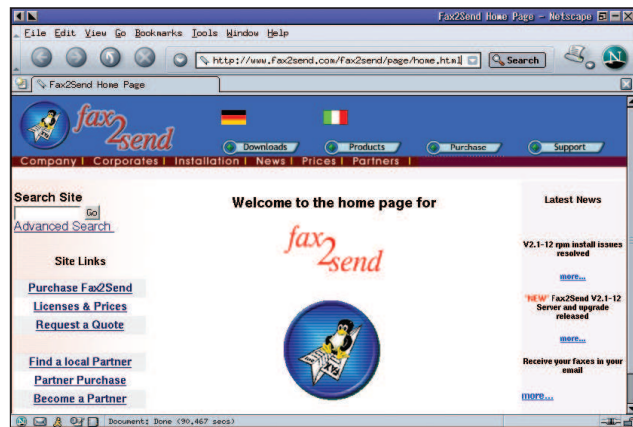 Fax2Send Home Page - Netscape
File Edit View Go Bookmarks Tools Window Help
http://www.fax2send.com/fax2send/page/home.html
Search
Fax2Send Home Page
fax2send
Downloads Products Purchase Support
Company | Corporates | Installation | News | Prices | Partners |
Search Site
Go
Advanced Search
Site Links
Purchase Fax2Send
Licenses & Prices
Request a Quote
Find a local Partner
Partner Purchase
Become a Partner
Welcome to the home page for
fax2send
FAX
Latest News
V2.1-12 rpm install issues
resolved
more...
"NEW" Fax2Send V2.1-12
Server and upgrade
released
more...
Receive your faxes in your
email
more...
Document: Done (90.467 secs)